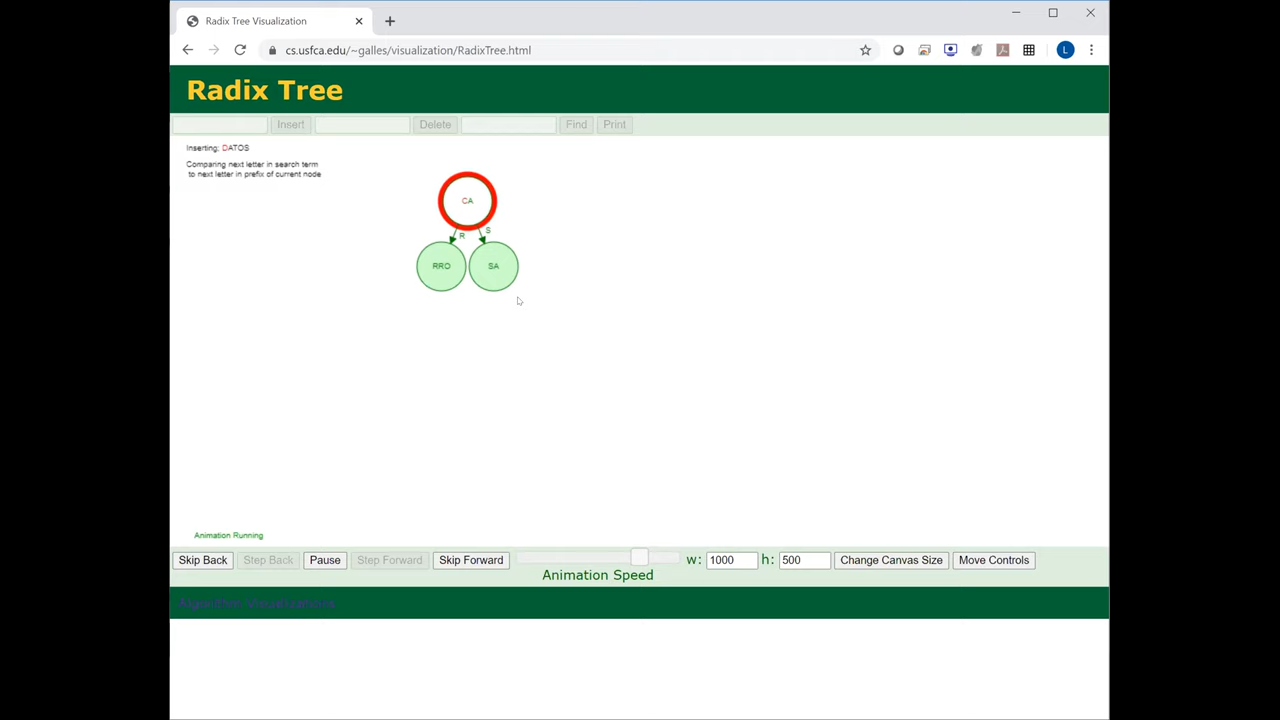 Radix Tree Visualization
cs.usfca.edu/~galles/visualization/RadixTree.html
L
Radix Tree
Insert Delete Find Print
Inserting: DATOS
Comparing next letter in search term
to next letter in prefix of current node
CA
R S
RRO SA
Animation Running
Skip Back Step Back Pause Step Forward Skip Forward w: 1000 h: 500 Change Canvas Size Move Controls
Animation Speed
Algorithm Visualizations